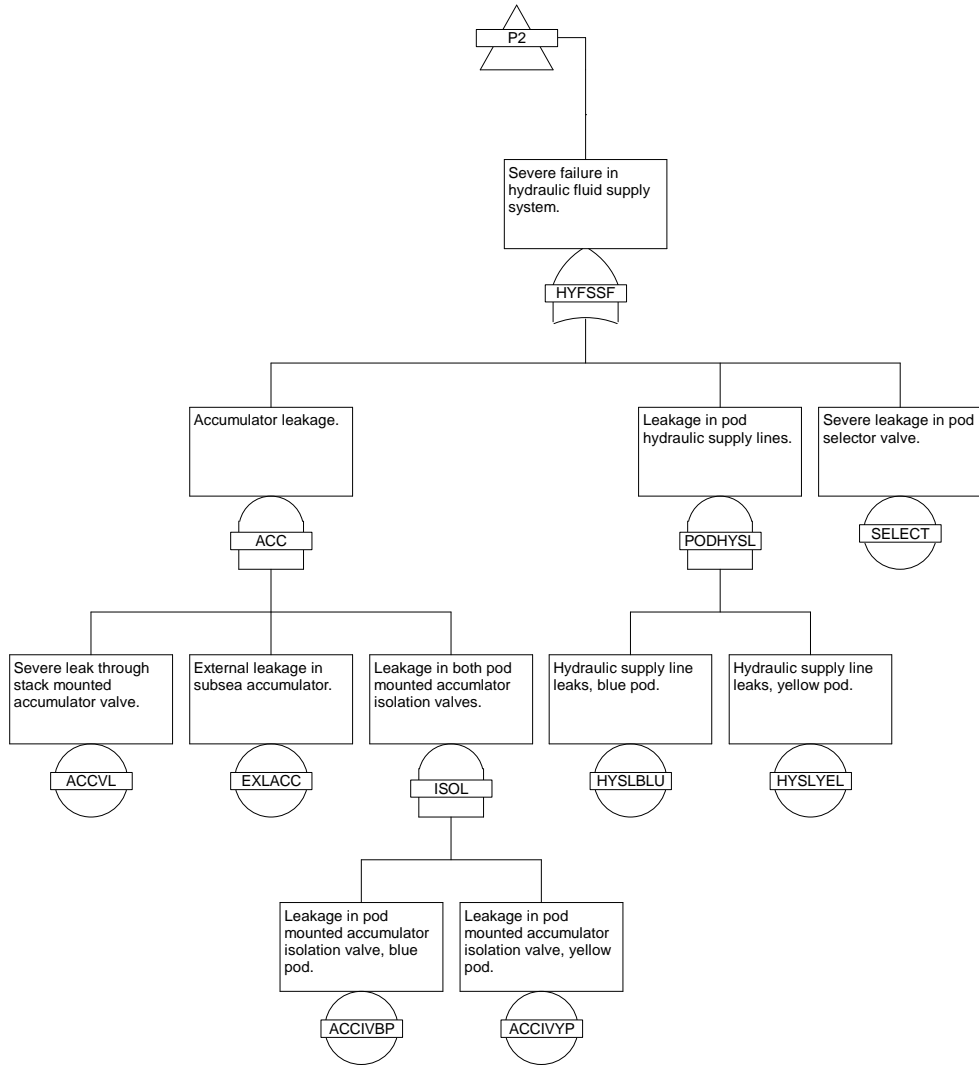 P2
Severe failure in
hydraulic fluid supply
system.
HYFSSF
Accumulator leakage.
ACC
Leakage in pod
hydraulic supply lines.
PODHYSL
Severe leakage in pod
selector valve.
SELECT
Severe leak through
stack mounted
accumulator valve.
ACCVL
External leakage in
subsea accumulator.
EXLACC
Leakage in both pod
mounted accumlator
isolation valves.
ISOL
Hydraulic supply line
leaks, blue pod.
HYSLBLU
Hydraulic supply line
leaks, yellow pod.
HYSLYEL
Leakage in pod
mounted accumulator
isolation valve, blue
pod.
ACCIVBP
Leakage in pod
mounted accumulator
isolation valve, yellow
pod.
ACCIVYP